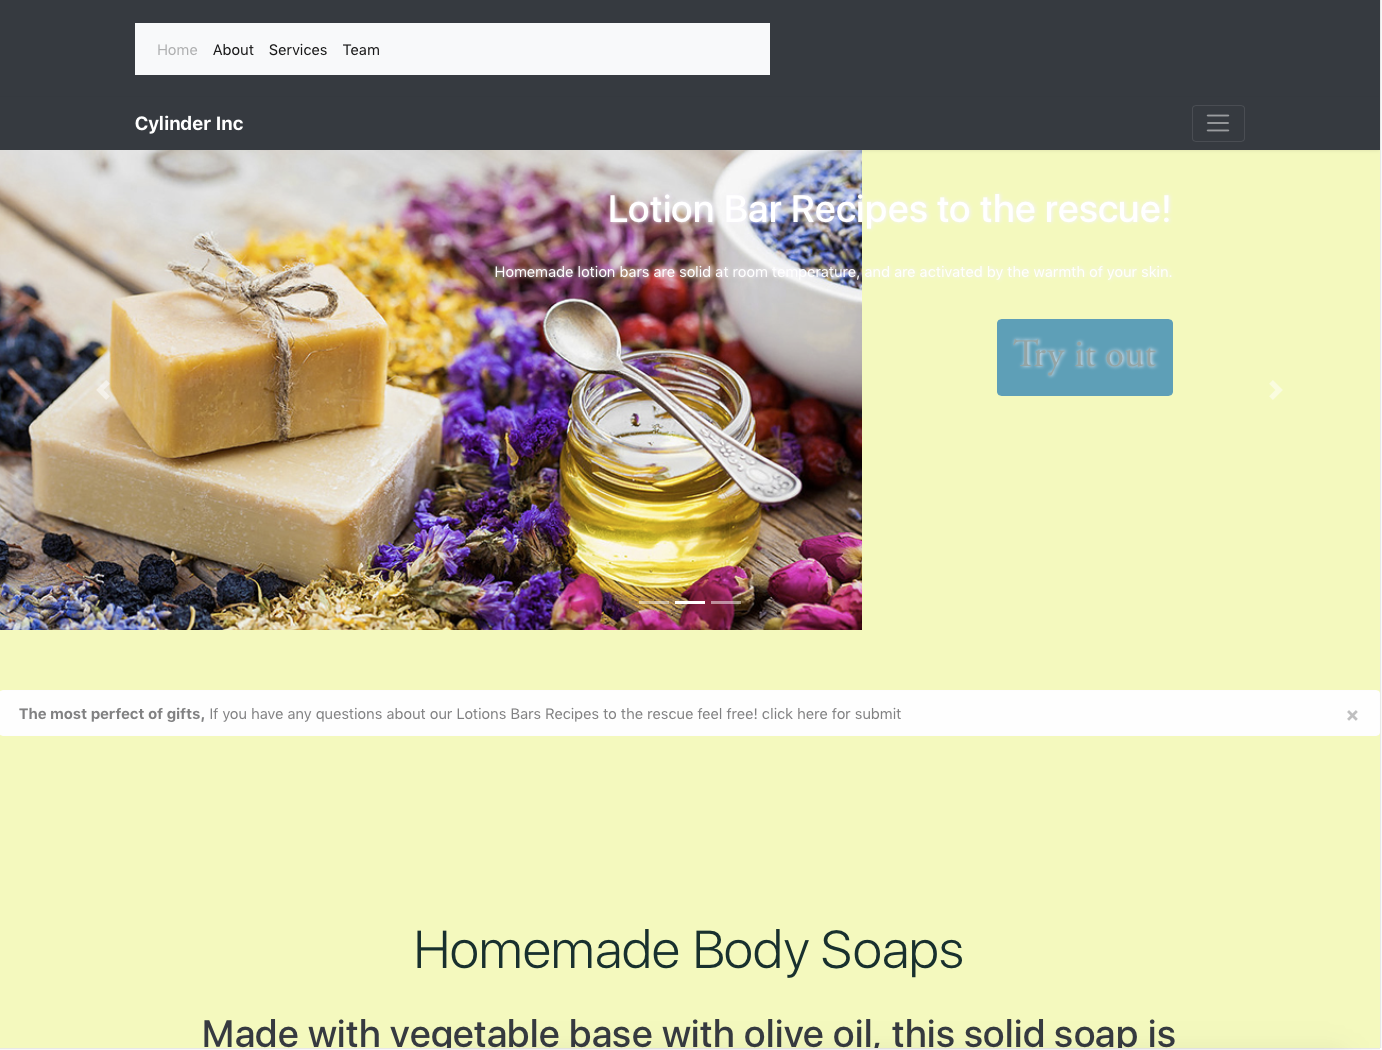 Home About Services Team
Cylinder Inc
Lotion Bar Recipes to the rescue!
Homemade lotion bars are solid at room temperature, and are activated by the warmth of your skin.
Try it out
The most perfect of gifts, If you have any questions about our Lotions Bars Recipes to the rescue feel free! click here for submit ×
Homemade Body Soaps
Made with vegetable base with olive oil, this solid soap is